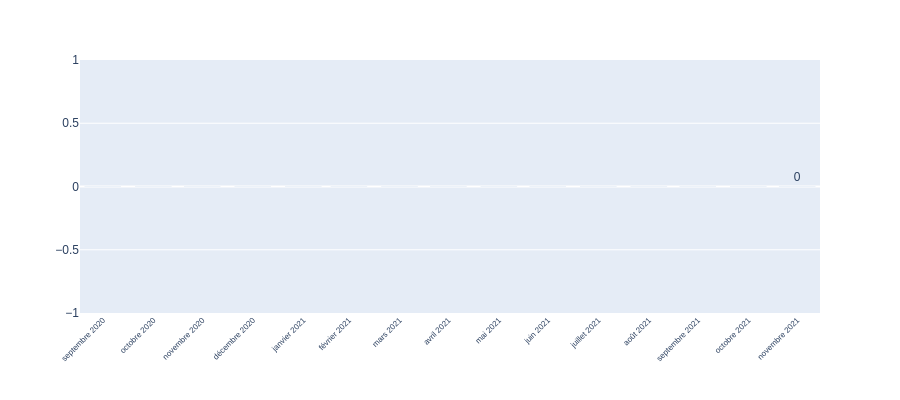 1
0.5
0
−0.5
−1
0
septembre 2020
octobre 2020
novembre 2020
décembre 2020
janvier 2021
février 2021
mars 2021
avril 2021
mai 2021
juin 2021
juillet 2021
août 2021
septembre 2021
octobre 2021
novembre 2021